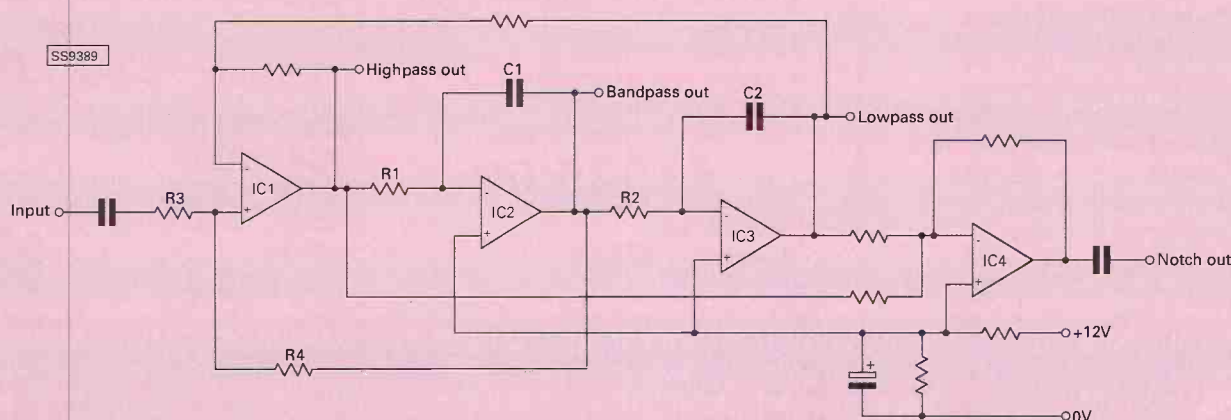 SS9389
Highpass out
C1
Bandpass out
C2
Lowpass out
-
IC1
+
R1
-
IC2
+
R2
-
IC3
+
-
IC4
+
Input
R3
Notch out
+12V
R4
+
0V